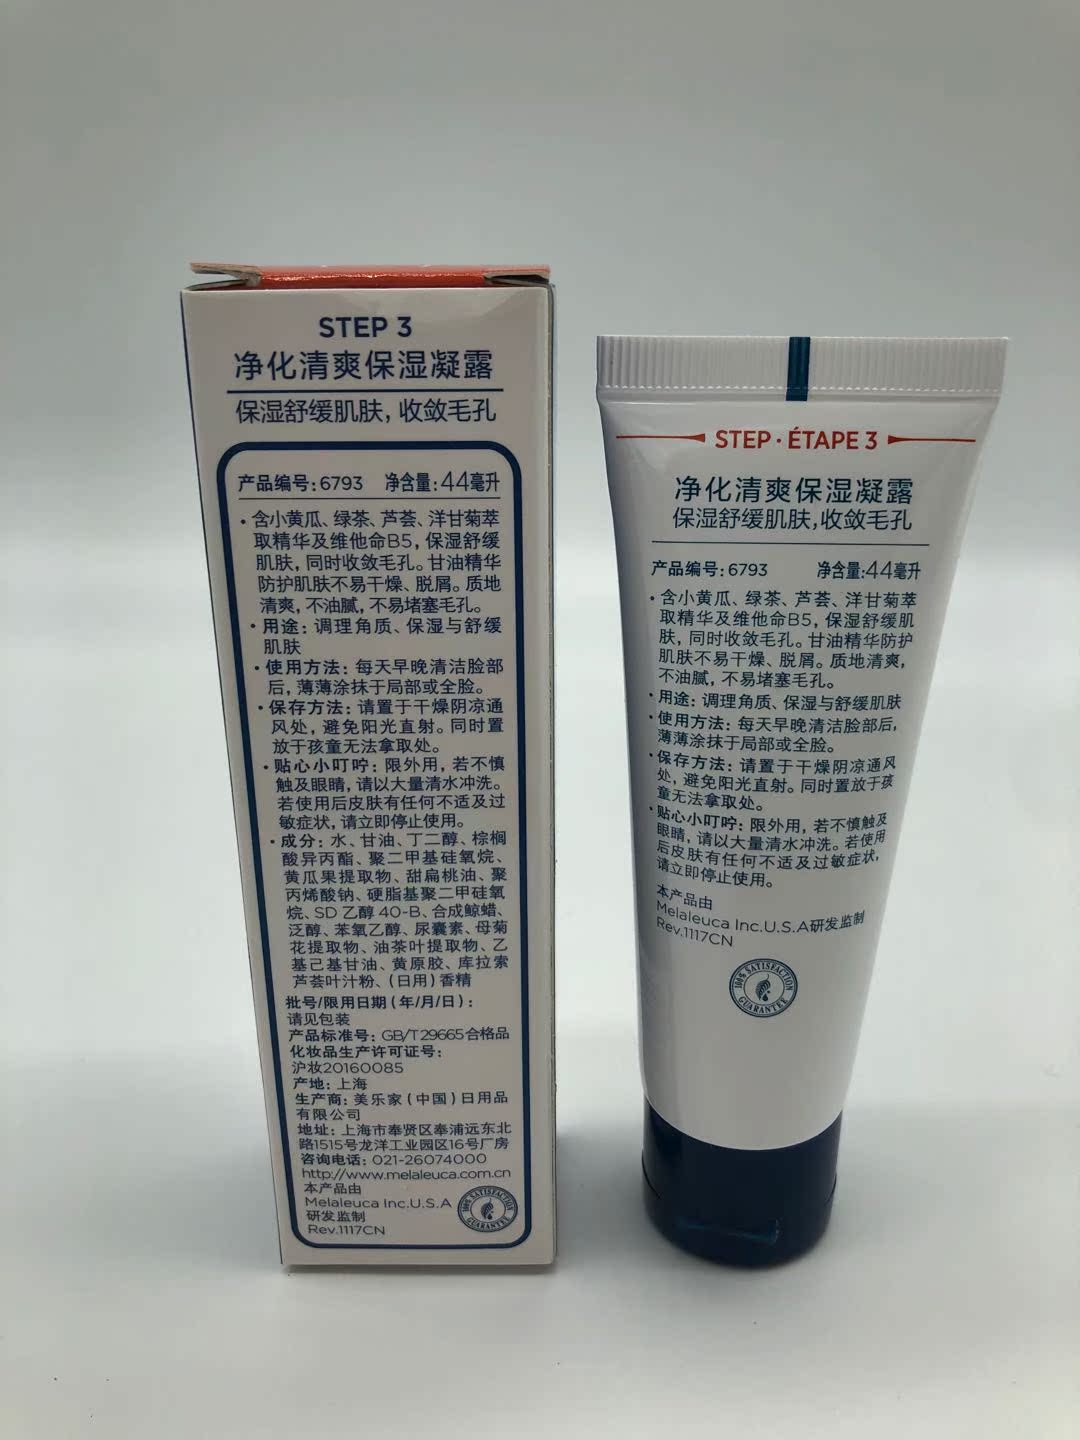 STEP 3
净化清爽保湿凝露
保湿舒缓肌肤,收敛毛孔
产品编号:6793 净含量:44毫升
·含小黄瓜、绿茶、芦荟、洋甘菊萃
取精华及维他命B5,保湿舒缓
肌肤,同时收敛毛孔。甘油精华
防护肌肤不易干燥、脱屑。质地
清爽,不油腻,不易堵塞毛孔。
·用途:调理角质、保湿与舒缓
肌肤
·使用方法:每天早晚清洁脸部
后,薄薄涂抹于局部或全脸。
·保存方法:请置于干燥阴凉通
风处,避免阳光直射。同时置
放于孩童无法拿取处。
·贴心小叮咛:限外用,若不慎
触及眼睛,请以大量清水冲洗。
若使用后皮肤有任何不适及过
敏症状,请立即停止使用。
·成分:水、甘油、丁二醇、棕榈
酸异丙酯、聚二甲基硅氧烷、
黄瓜果提取物、甜扁桃油、聚
丙烯酸钠、硬脂基聚二甲硅氧
烷、SD乙醇40-B、合成鲸蜡、
泛醇、苯氧乙醇、尿囊素、母菊
花提取物、油茶叶提取物、乙
基己基甘油、黄原胶、库拉索
芦荟叶汁粉、(日用)香精
批号/限用日期(年/月/日):
请见包装
产品标准号:GB/T29665合格品
化妆品生产许可证号:
沪妆20160085
产地:上海
生产商:美乐家(中国)日用品
有限公司
地址:上海市奉贤区奉浦远东北
路1515号龙洋工业园区16号厂房
咨询电话:021-26074000
http://www.melaleuca.com.cn
本产品由
Melaleuca Inc.U.S.A
研发监制
Rev.1117CN
100% SATISFACTION GUARANTEE
STEP·ÉTAPE 3
净化清爽保湿凝露
保湿舒缓肌肤,收敛毛孔
产品编号:6793 净含量:44毫升
·含小黄瓜、绿茶、芦荟、洋甘菊萃
取精华及维他命B5,保湿舒缓肌
肤,同时收敛毛孔。甘油精华防护
肌肤不易干燥、脱屑。质地清爽,
不油腻,不易堵塞毛孔。
·用途:调理角质、保湿与舒缓肌肤
·使用方法:每天早晚清洁脸部后,
薄薄涂抹于局部或全脸。
·保存方法:请置于干燥阴凉通风
处,避免阳光直射。同时置放于孩
童无法拿取处。
·贴心小叮咛:限外用,若不慎触及
眼睛,请以大量清水冲洗。若使用
后皮肤有任何不适及过敏症状,
请立即停止使用。
本产品由
Melaleuca Inc.U.S.A研发监制
Rev.1117CN
100% SATISFACTION GUARANTEE